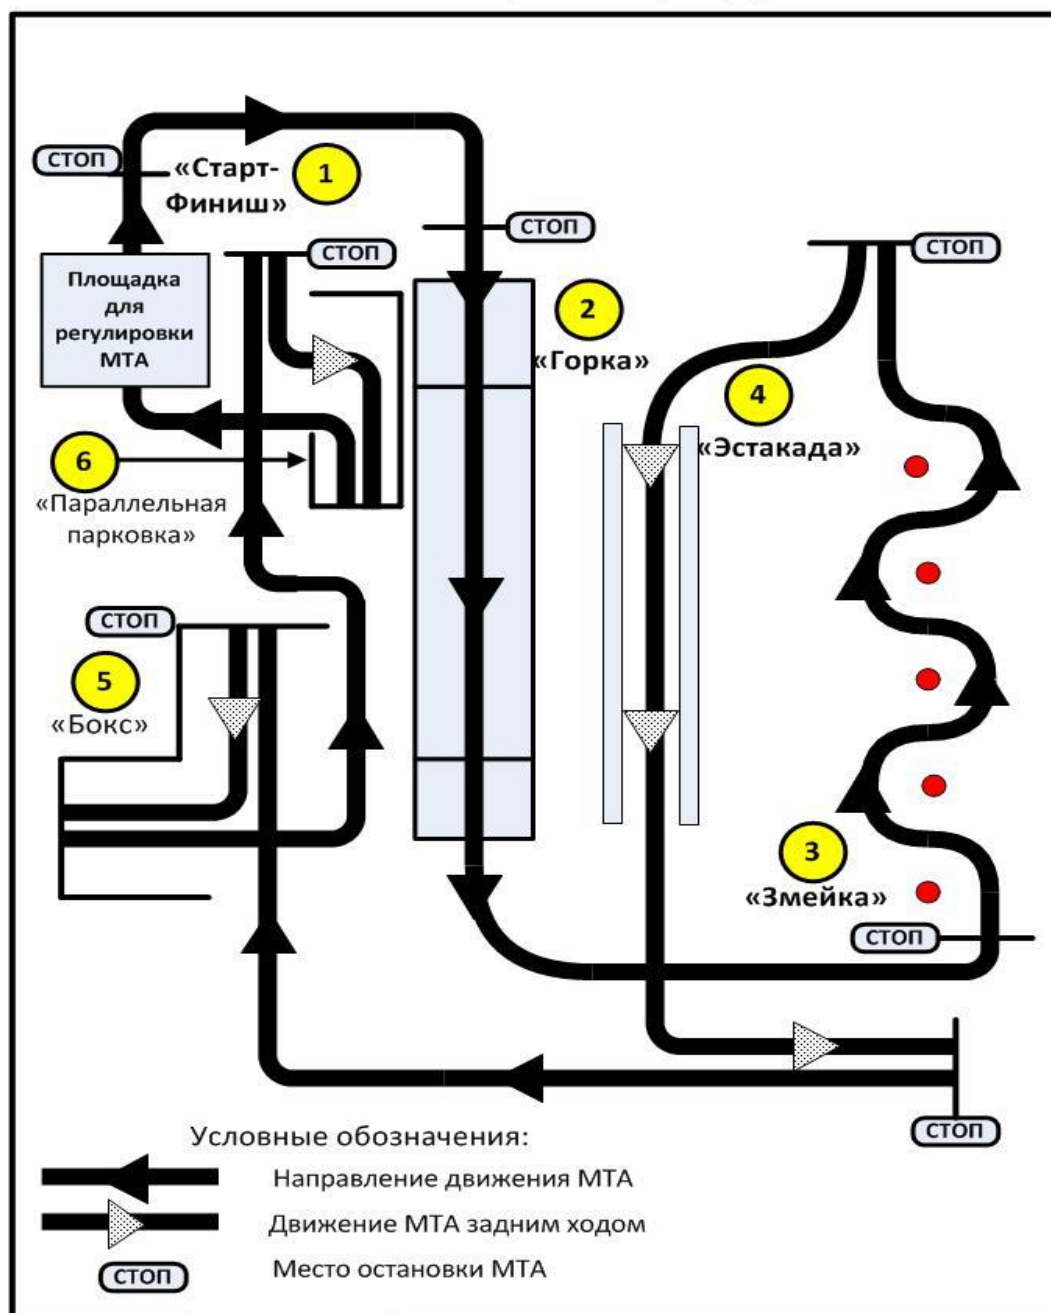 СТОП
«Старт-
Финиш»
1
СТОП
СТОП
СТОП
Площадка
для
регулировки
МТА
2
«Горка»
4
«Эстакада»
6
«Параллельная
парковка»
СТОП
5
«Бокс»
3
«Змейка»
СТОП
СТОП
Условные обозначения:
Направление движения МТА
Движение МТА задним ходом
СТОП
Место остановки МТА